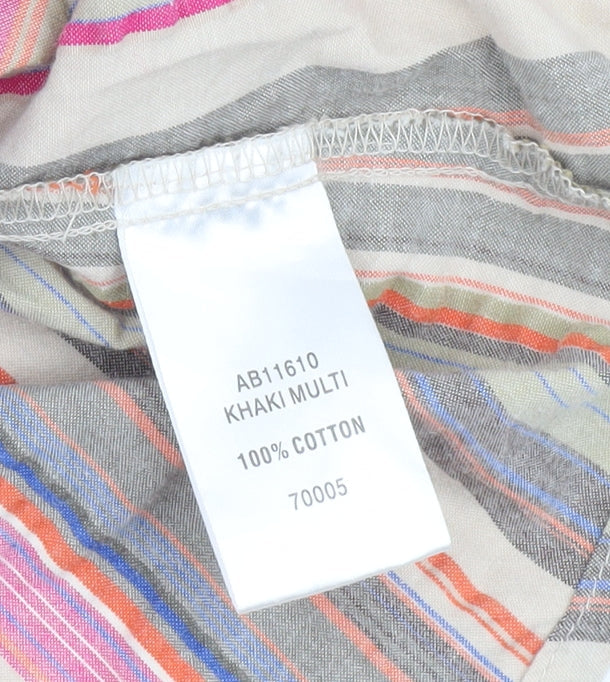 AB11610
KHAKI MULTI
100% COTTON
70005